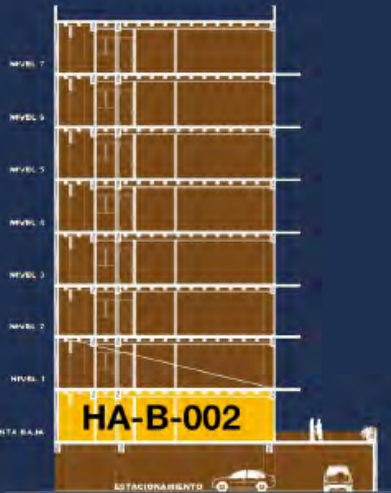 NIVEL 7
NIVEL 6
NIVEL 5
NIVEL 4
NIVEL 3
NIVEL 2
NIVEL 1
HA-B-002
NTA BAJA
ESTACIONAMIENTO